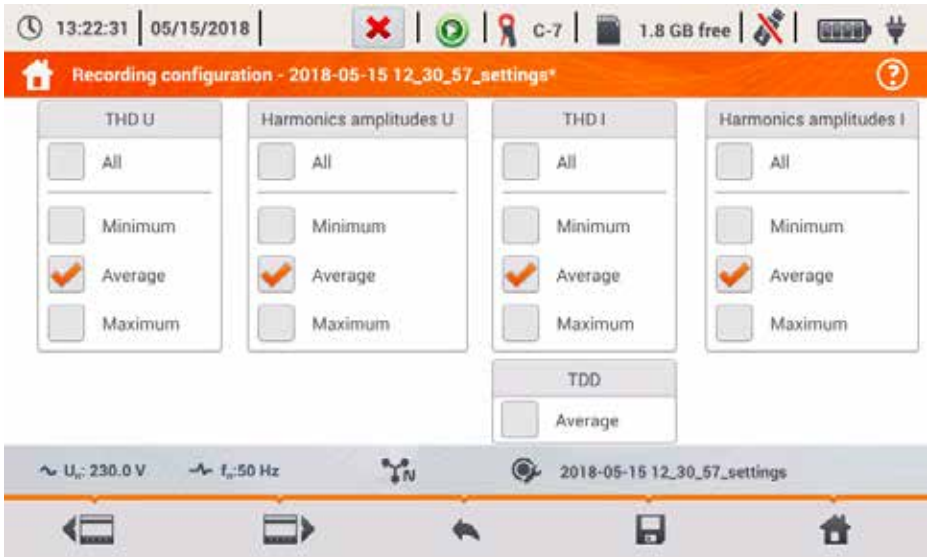 13:22:31 05/15/2018 C-7 1.8 GB free
Recording configuration - 2018-05-15 12_30_57_settings* ?
THD U
All
Minimum
Average
Maximum
Harmonics amplitudes U
All
Minimum
Average
Maximum
THD I
All
Minimum
Average
Maximum
TDD
Average
Harmonics amplitudes I
All
Minimum
Average
Maximum
Un: 230.0 V fn:50 Hz N 2018-05-15 12_30_57_settings